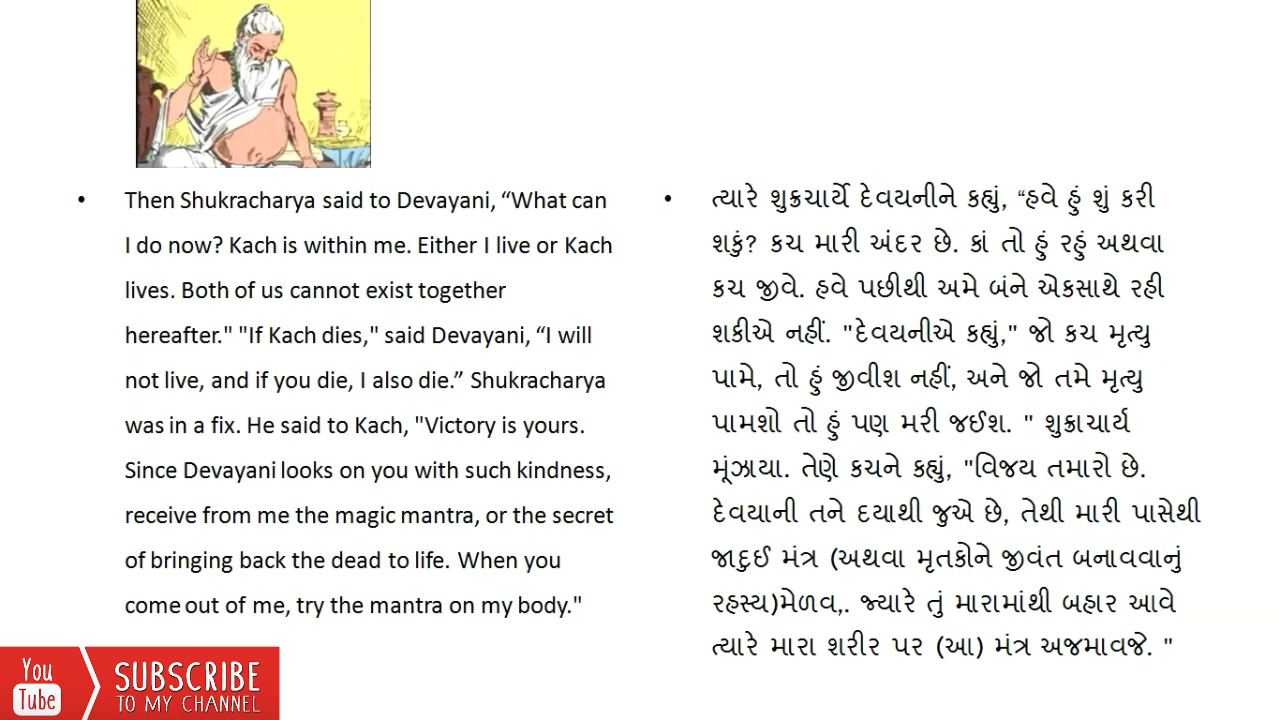 • Then Shukracharya said to Devayani, “What can
I do now? Kach is within me. Either I live or Kach
lives. Both of us cannot exist together
hereafter." "If Kach dies," said Devayani, “I will
not live, and if you die, I also die.” Shukracharya
was in a fix. He said to Kach, "Victory is yours.
Since Devayani looks on you with such kindness,
receive from me the magic mantra, or the secret
of bringing back the dead to life. When you
come out of me, try the mantra on my body."
• ત્યારે શુક્રચાર્યે દેવયનીને કહ્યું, “હવે હું શું કરી
શકું? કચ મારી અંદર છે. કાં તો હું રહું અથવા
કચ જીવે. હવે પછીથી અમે બંને એકસાથે રહી
શકીએ નહીં. "દેવયનીએ કહ્યું," જો કચ મૃત્યુ
પામે, તો હું જીવીશ નહીં, અને જો તમે મૃત્યુ
પામશો તો હું પણ મરી જઈશ. " શુક્રાચાર્ય
મૂંઝાયા. તેણે કચને કહ્યું, "વિજય તમારો છે.
દેવયાની તને દયાથી જુએ છે, તેથી મારી પાસેથી
જાદુઈ મંત્ર (અથવા મૃતકોને જીવંત બનાવવાનું
રહસ્ય)મેળવ,. જ્યારે તું મારામાંથી બહાર આવે
ત્યારે મારા શરીર પર (આ) મંત્ર અજમાવજે. "
You
Tube
SUBSCRIBE
TO MY CHANNEL